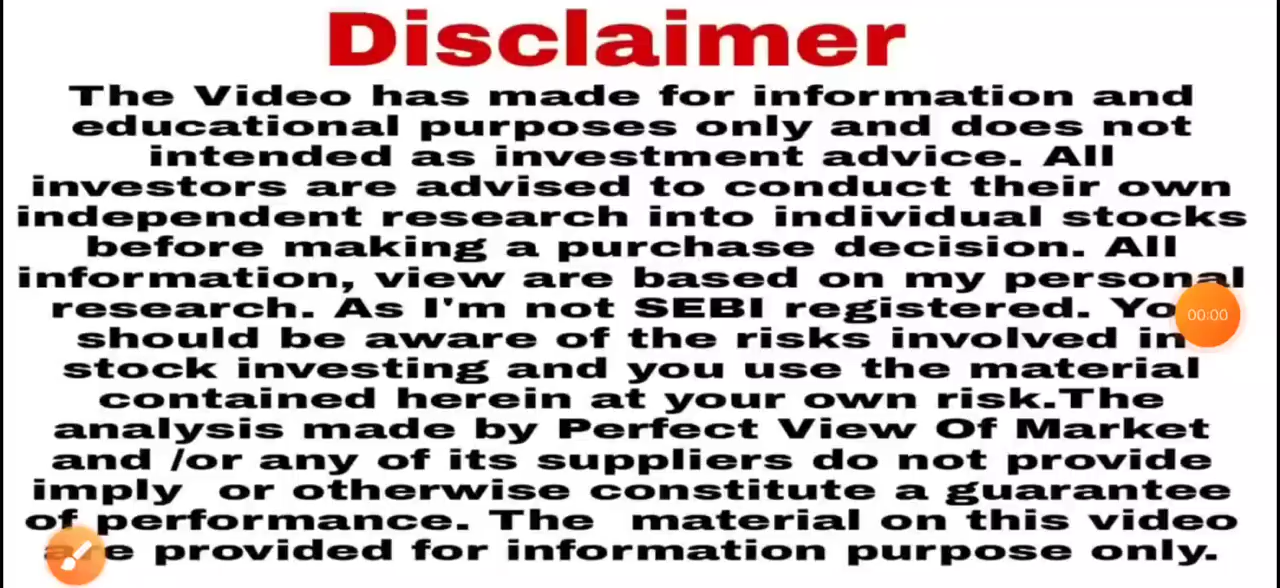 Disclaimer
The Video has made for information and
educational purposes only and does not
intended as investment advice. All
investors are advised to conduct their own
independent research into individual stocks
before making a purchase decision. All
information, view are based on my personal
research. As I'm not SEBI registered. Yo
00:00
should be aware of the risks involved in
stock investing and you use the material
contained herein at your own risk.The
analysis made by Perfect View Of Market
and /or any of its suppliers do not provide
imply or otherwise constitute a guarantee
of performance. The material on this video
are provided for information purpose only.